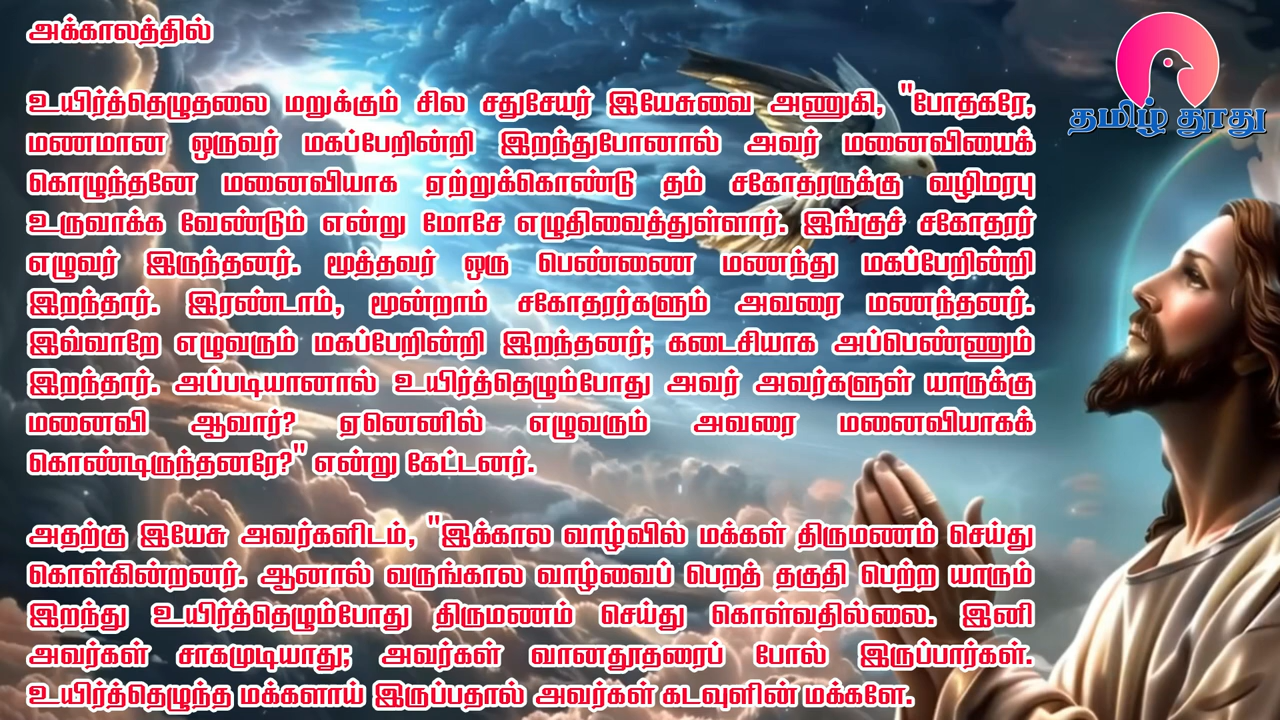 அக்காலத்தில்
தமிழ் தூது
உயிர்த்தெழுதலை மறுக்கும் சில சதுசேயர் இயேசுவை அணுகி, "போதகரே,
மணமான ஒருவர் மகப்பேறின்றி இறந்துபோனால் அவர் மனைவியைக்
கொழுந்தனே மனைவியாக ஏற்றுக்கொண்டு தம் சகோதரருக்கு வழிமரபு
உருவாக்க வேண்டும் என்று மோசே எழுதிவைத்துள்ளார். இங்குச் சகோதரர்
எழுவர் இருந்தனர். மூத்தவர் ஒரு பெண்ணை மணந்து மகப்பேறின்றி
இறந்தார். இரண்டாம், மூன்றாம் சகோதரர்களும் அவரை மணந்தனர்.
இவ்வாறே எழுவரும் மகப்பேறின்றி இறந்தனர்; கடைசியாக அப்பெண்ணும்
இறந்தார். அப்படியானால் உயிர்த்தெழும்போது அவர் அவர்களுள் யாருக்கு
மனைவி ஆவார்? ஏனெனில் எழுவரும் அவரை மனைவியாகக்
கொண்டிருந்தனரே?" என்று கேட்டனர்.
அதற்கு இயேசு அவர்களிடம், "இக்கால வாழ்வில் மக்கள் திருமணம் செய்து
கொள்கின்றனர். ஆனால் வருங்கால வாழ்வைப் பெறத் தகுதி பெற்ற யாரும்
இறந்து உயிர்த்தெழும்போது திருமணம் செய்து கொள்வதில்லை. இனி
அவர்கள் சாகமுடியாது; அவர்கள் வானதூதரைப் போல் இருப்பார்கள்.
உயிர்த்தெழுந்த மக்களாய் இருப்பதால் அவர்கள் கடவுளின் மக்களே.